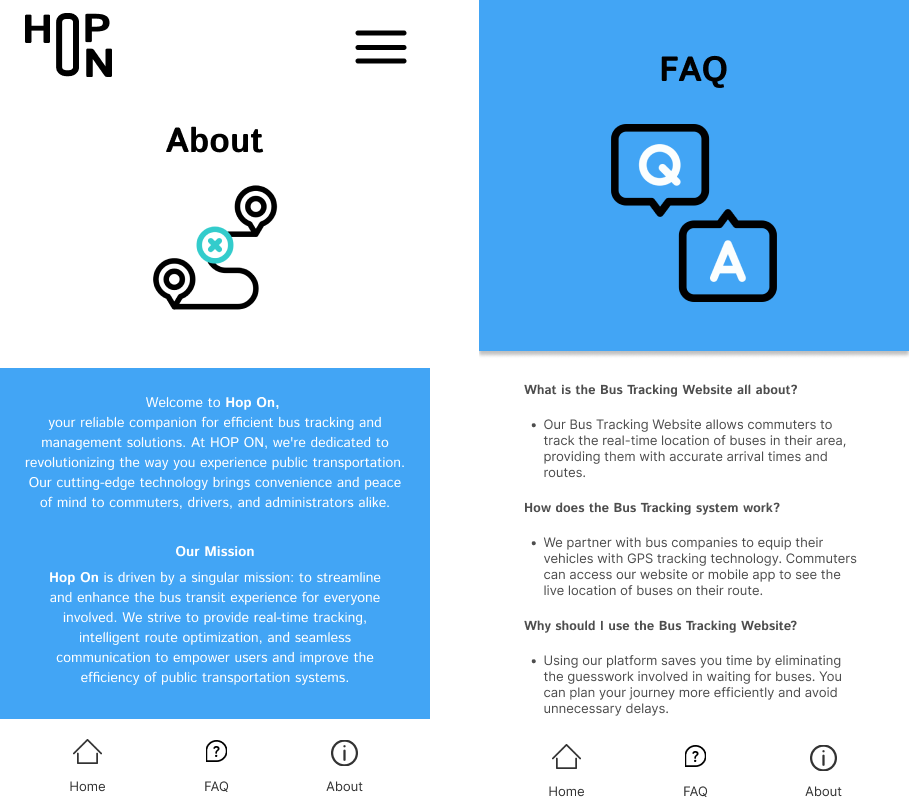 HOP
ON
About
Welcome to Hop On,
your reliable companion for efficient bus tracking and
management solutions. At HOP ON, we're dedicated to
revolutionizing the way you experience public transportation.
Our cutting-edge technology brings convenience and peace
of mind to commuters, drivers, and administrators alike.
Our Mission
Hop On is driven by a singular mission: to streamline
and enhance the bus transit experience for everyone
involved. We strive to provide real-time tracking,
intelligent route optimization, and seamless
communication to empower users and improve the
efficiency of public transportation systems.
Home
FAQ
About
FAQ
Q
A
What is the Bus Tracking Website all about?
• Our Bus Tracking Website allows commuters to
track the real-time location of buses in their area,
providing them with accurate arrival times and
routes.
How does the Bus Tracking system work?
• We partner with bus companies to equip their
vehicles with GPS tracking technology. Commuters
can access our website or mobile app to see the
live location of buses on their route.
Why should I use the Bus Tracking Website?
• Using our platform saves you time by eliminating
the guesswork involved in waiting for buses. You
can plan your journey more efficiently and avoid
unnecessary delays.
Home
FAQ
About